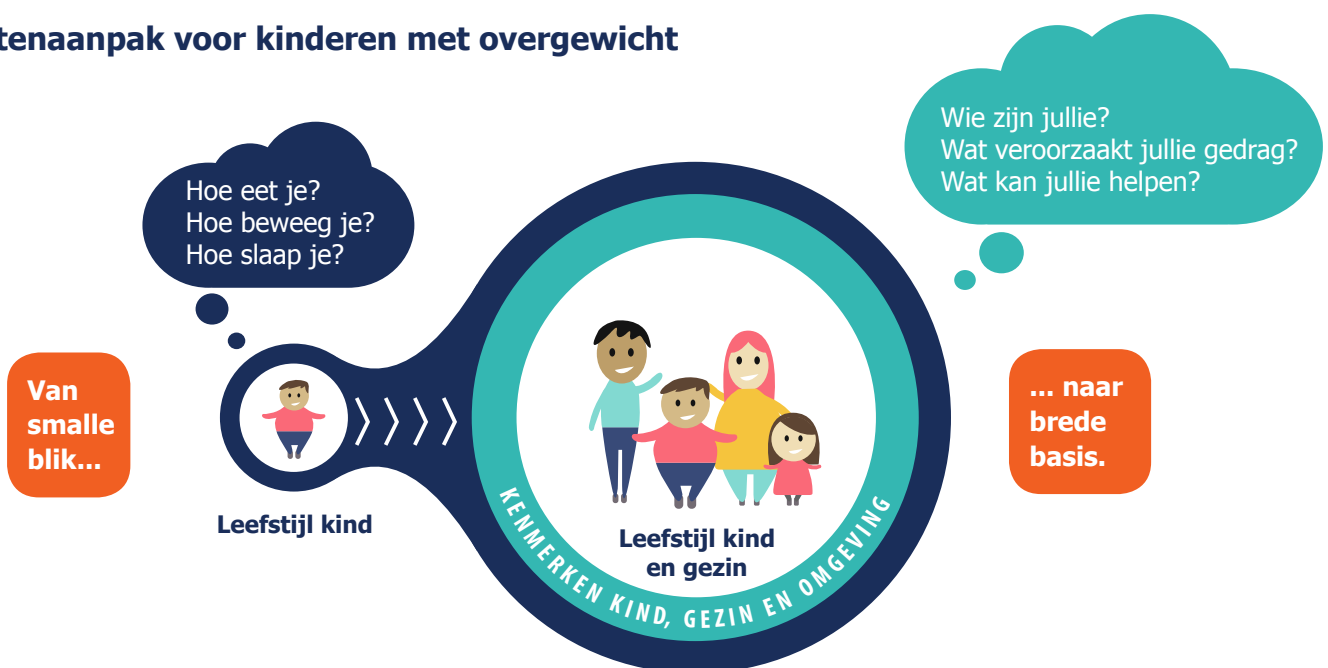 tenaanpak voor kinderen met overgewicht
Hoe eet je?
Hoe beweeg je?
Hoe slaap je?
Wie zijn jullie?
Wat veroorzaakt jullie gedrag?
Wat kan jullie helpen?
Van
smalle
blik...
... naar
brede
basis.
Leefstijl kind
Leefstijl kind
en gezin
KENMERKEN KIND, GEZIN EN OMGEVING